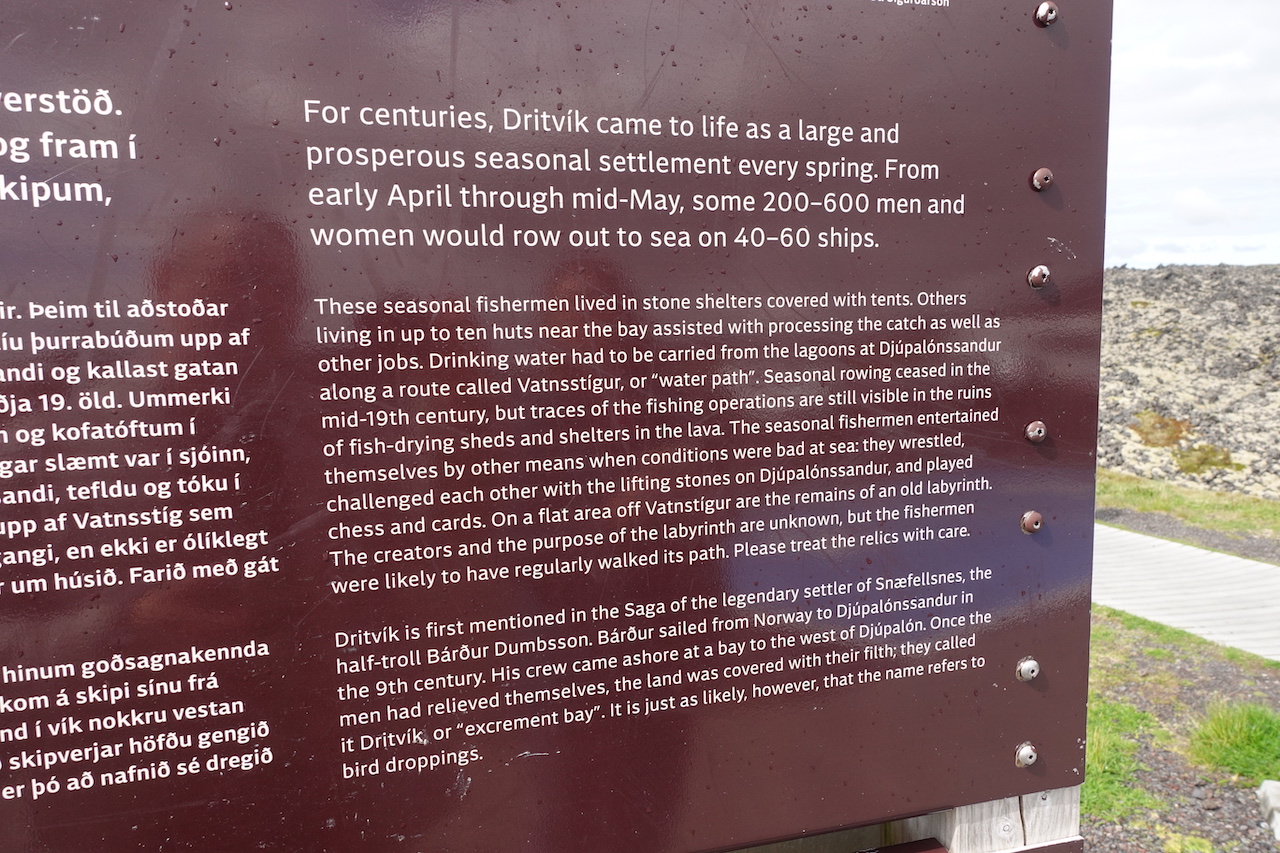 verstöð.
og fram í
kipum,
ir. Þeim til aðstoðar
íu þurrabúðum upp af
andi og kallast gatan
ðja 19. öld. Ummerki
n og kofatóftum í
gar slæmt var í sjóinn,
sandi, tefldu og tóku í
upp af Vatnsstíg sem
gangi, en ekki er ólíklegt
r um húsið. Farið með gát
hinum goðsagnakennda
kom á skipi sínu frá
nd í vík nokkru vestan
skipverjar höfðu gengið
er þó að nafnið sé dregið
For centuries, Dritvík came to life as a large and
prosperous seasonal settlement every spring. From
early April through mid-May, some 200–600 men and
women would row out to sea on 40–60 ships.
These seasonal fishermen lived in stone shelters covered with tents. Others
living in up to ten huts near the bay assisted with processing the catch as well as
other jobs. Drinking water had to be carried from the lagoons at Djúpalónssandur
along a route called Vatnsstígur, or “water path”. Seasonal rowing ceased in the
mid-19th century, but traces of the fishing operations are still visible in the ruins
of fish-drying sheds and shelters in the lava. The seasonal fishermen entertained
themselves by other means when conditions were bad at sea: they wrestled,
challenged each other with the lifting stones on Djúpalónssandur, and played
chess and cards. On a flat area off Vatnstígur are the remains of an old labyrinth.
The creators and the purpose of the labyrinth are unknown, but the fishermen
were likely to have regularly walked its path. Please treat the relics with care.
Dritvík is first mentioned in the Saga of the legendary settler of Snæfellsnes, the
half-troll Bárður Dumbsson. Bárður sailed from Norway to Djúpalónssandur in
the 9th century. His crew came ashore at a bay to the west of Djúpalón. Once the
men had relieved themselves, the land was covered with their filth; they called
it Dritvík, or “excrement bay”. It is just as likely, however, that the name refers to
bird droppings.